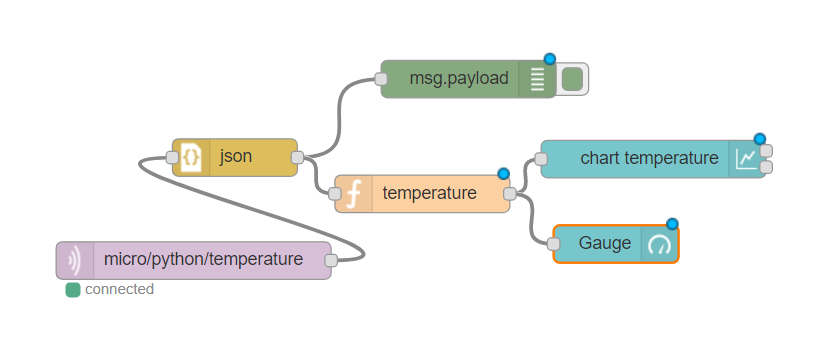 msg.payload
json
chart temperature
temperature
Gauge
micro/python/temperature
connected